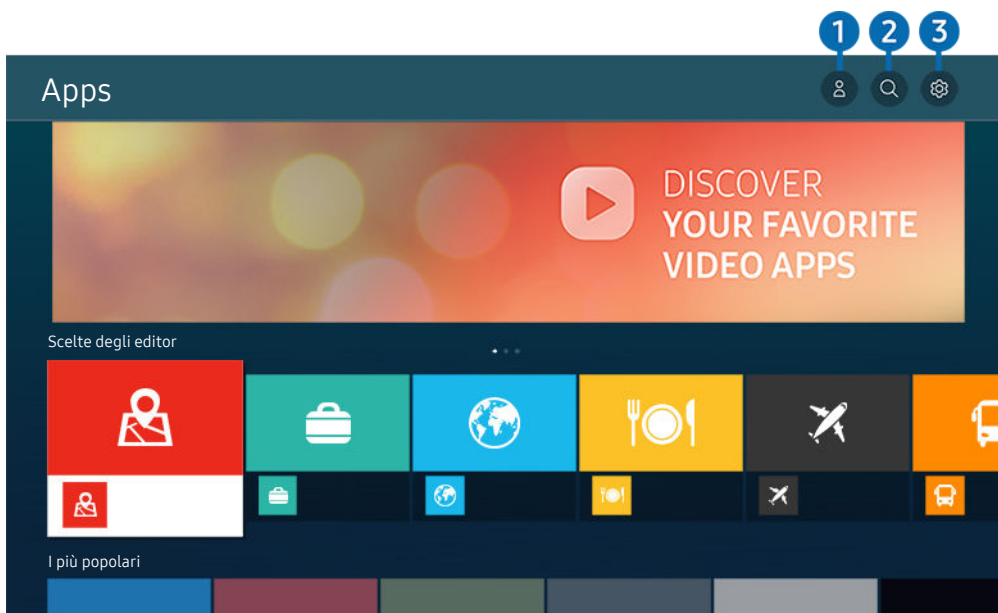 1 2 3
Apps
DISCOVER
YOUR FAVORITE
VIDEO APPS
Scelte degli editor
I più popolari